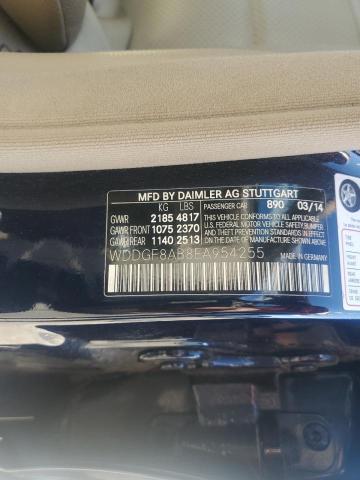 MFD BY DAIMLER AG STUTTGART
KG LBS PASSENGER CAR 890 03/14
GVWR 2185 4817 THIS VEHICLE CONFORMS TO ALL
GAWR FRONT 1075 2370 APPLICABLE U.S. FEDERAL MOTOR
GAWR REAR 1140 2513 VEHICLE SAFETY, BUMPER
AND THEFT PREVENTION STANDARDS IN
EFFECT ON THE DATE OF MANUFACTURE
SHOWN ABOVE
WDDGF8AB8EA954255 MADE IN GERMANY